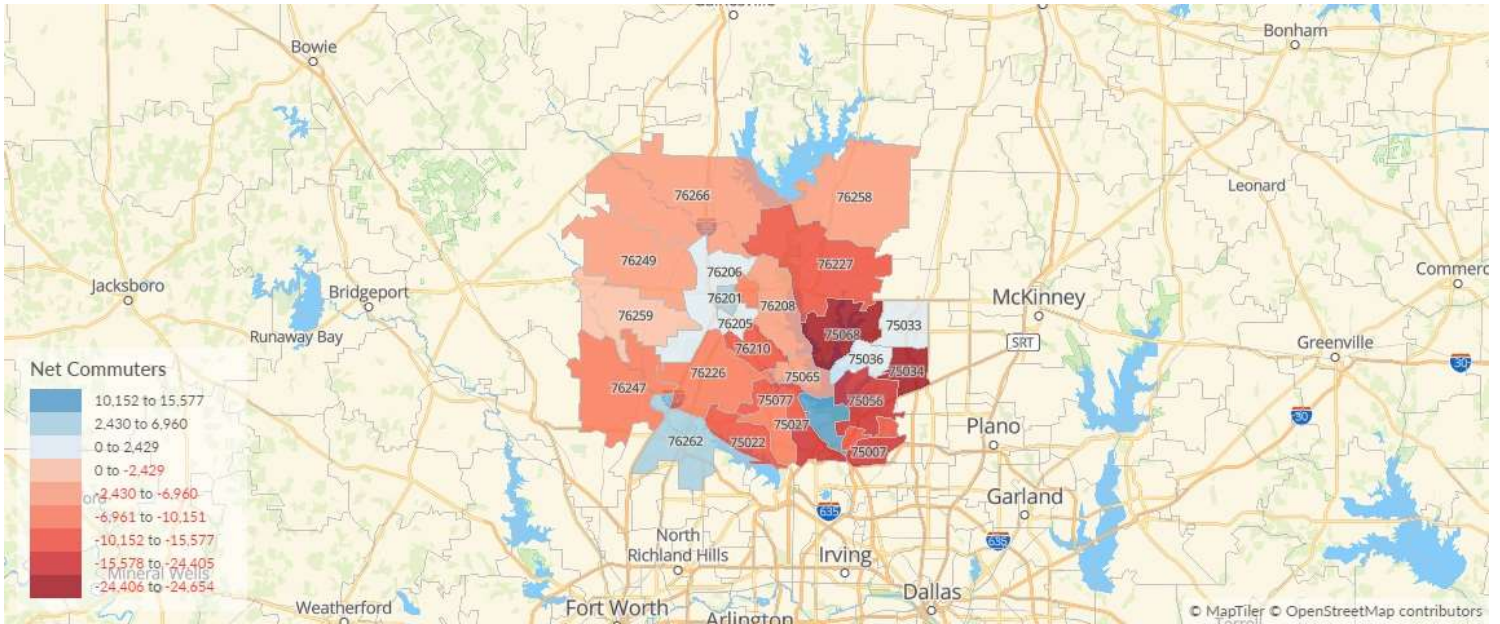 Gainesville
Bowie
Bonham
Leonard
76266
76258
76249
76206
76227
Commerc
Jacksboro
Bridgeport
76201
76208
McKinney
Runaway Bay
76259
76205
75068
75033
SRT
Greenville
76210
75036
30
Net Commuters
76247
76226
75065
75034
10,152 to 15,577
75077
75056
30
2,430 to 6,960
76262
75022
75027
75007
Plano
0 to 2,429
0 to -2,429
-2,430 to -6,960
635
Garland
-6,961 to -10,151
North
Richland Hills
Irving
635
-10,152 to -15,577
-15,578 to -24,405
Mineral Wells
-24,406 to -24,654
Weatherford
Fort Worth
Arlington
Dallas
© MapTiler © OpenStreetMap contributors